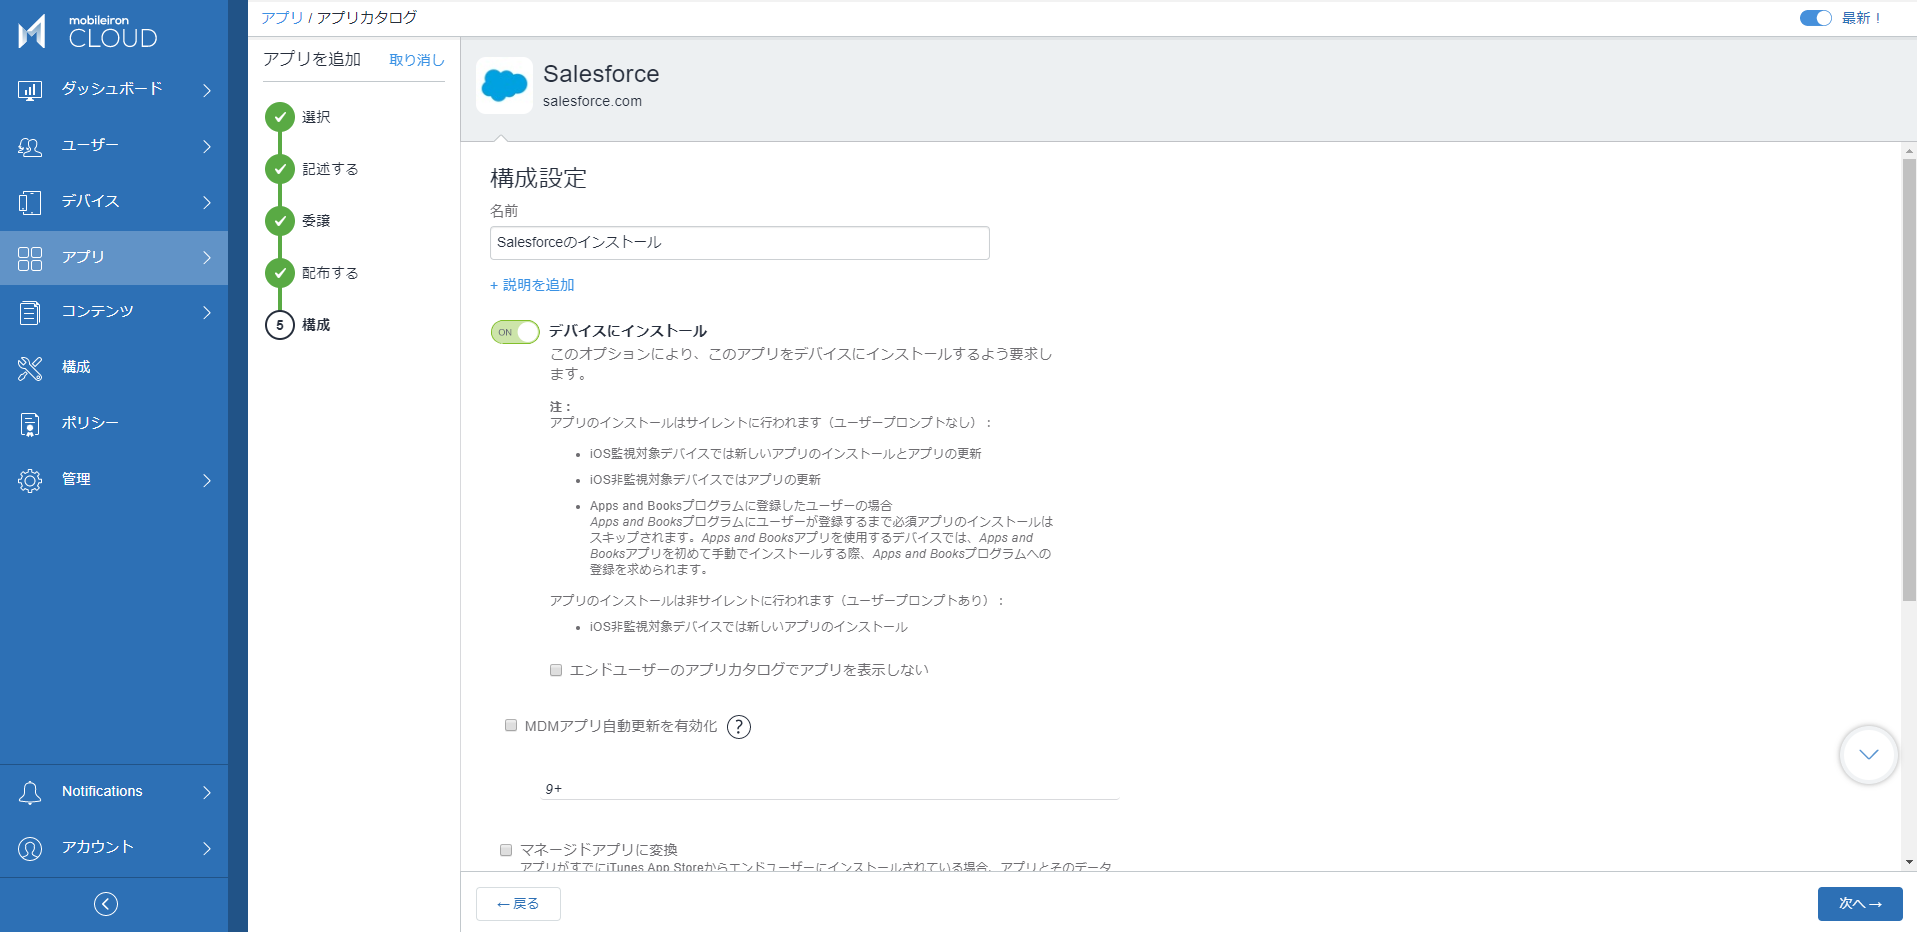 mobileiron
CLOUD
ダッシュボード
ユーザー
デバイス
アプリ
コンテンツ
構成
ポリシー
管理
Notifications
アカウント
アプリ / アプリカタログ
最新！
アプリを追加 取り消し
選択
記述する
委譲
配布する
5 構成
Salesforce
salesforce.com
構成設定
名前
Salesforceのインストール
+ 説明を追加
ON デバイスにインストール
このオプションにより、このアプリをデバイスにインストールするよう要求し
ます。
注：
アプリのインストールはサイレントに行われます（ユーザープロンプトなし）：
• iOS監視対象デバイスでは新しいアプリのインストールとアプリの更新
• iOS非監視対象デバイスではアプリの更新
• Apps and Booksプログラムに登録したユーザーの場合
Apps and Booksプログラムにユーザーが登録するまで必須アプリのインストールは
スキップされます。Apps and Booksアプリを使用するデバイスでは、Apps and
Booksアプリを初めて手動でインストールする際、Apps and Booksプログラムへの
登録を求められます。
アプリのインストールは非サイレントに行われます（ユーザープロンプトあり）：
• iOS非監視対象デバイスでは新しいアプリのインストール
エンドユーザーのアプリカタログでアプリを表示しない
MDMアプリ自動更新を有効化 ?
9+
マネージドアプリに変換
アプリがすでにiTunes App Storeからエンドユーザーにインストールされている場合、アプリとそのデータ
←戻る
次へ→